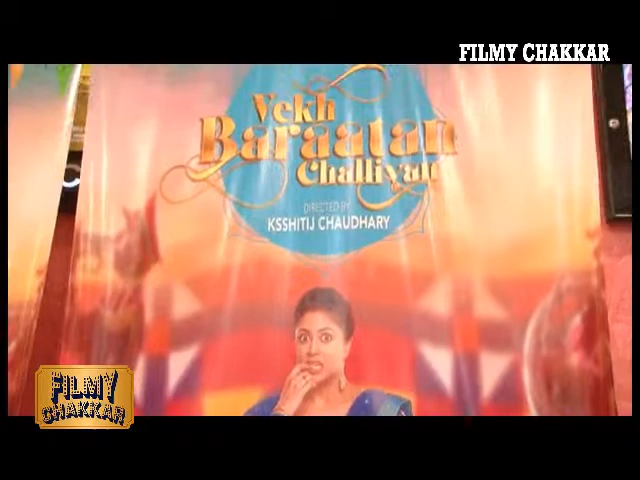 FILMY CHAKKAR
Vekh
Baraatan
Challiyan
DIRECTED BY
KSSHITIJ CHAUDHARY
FILMY
CHAKKAR